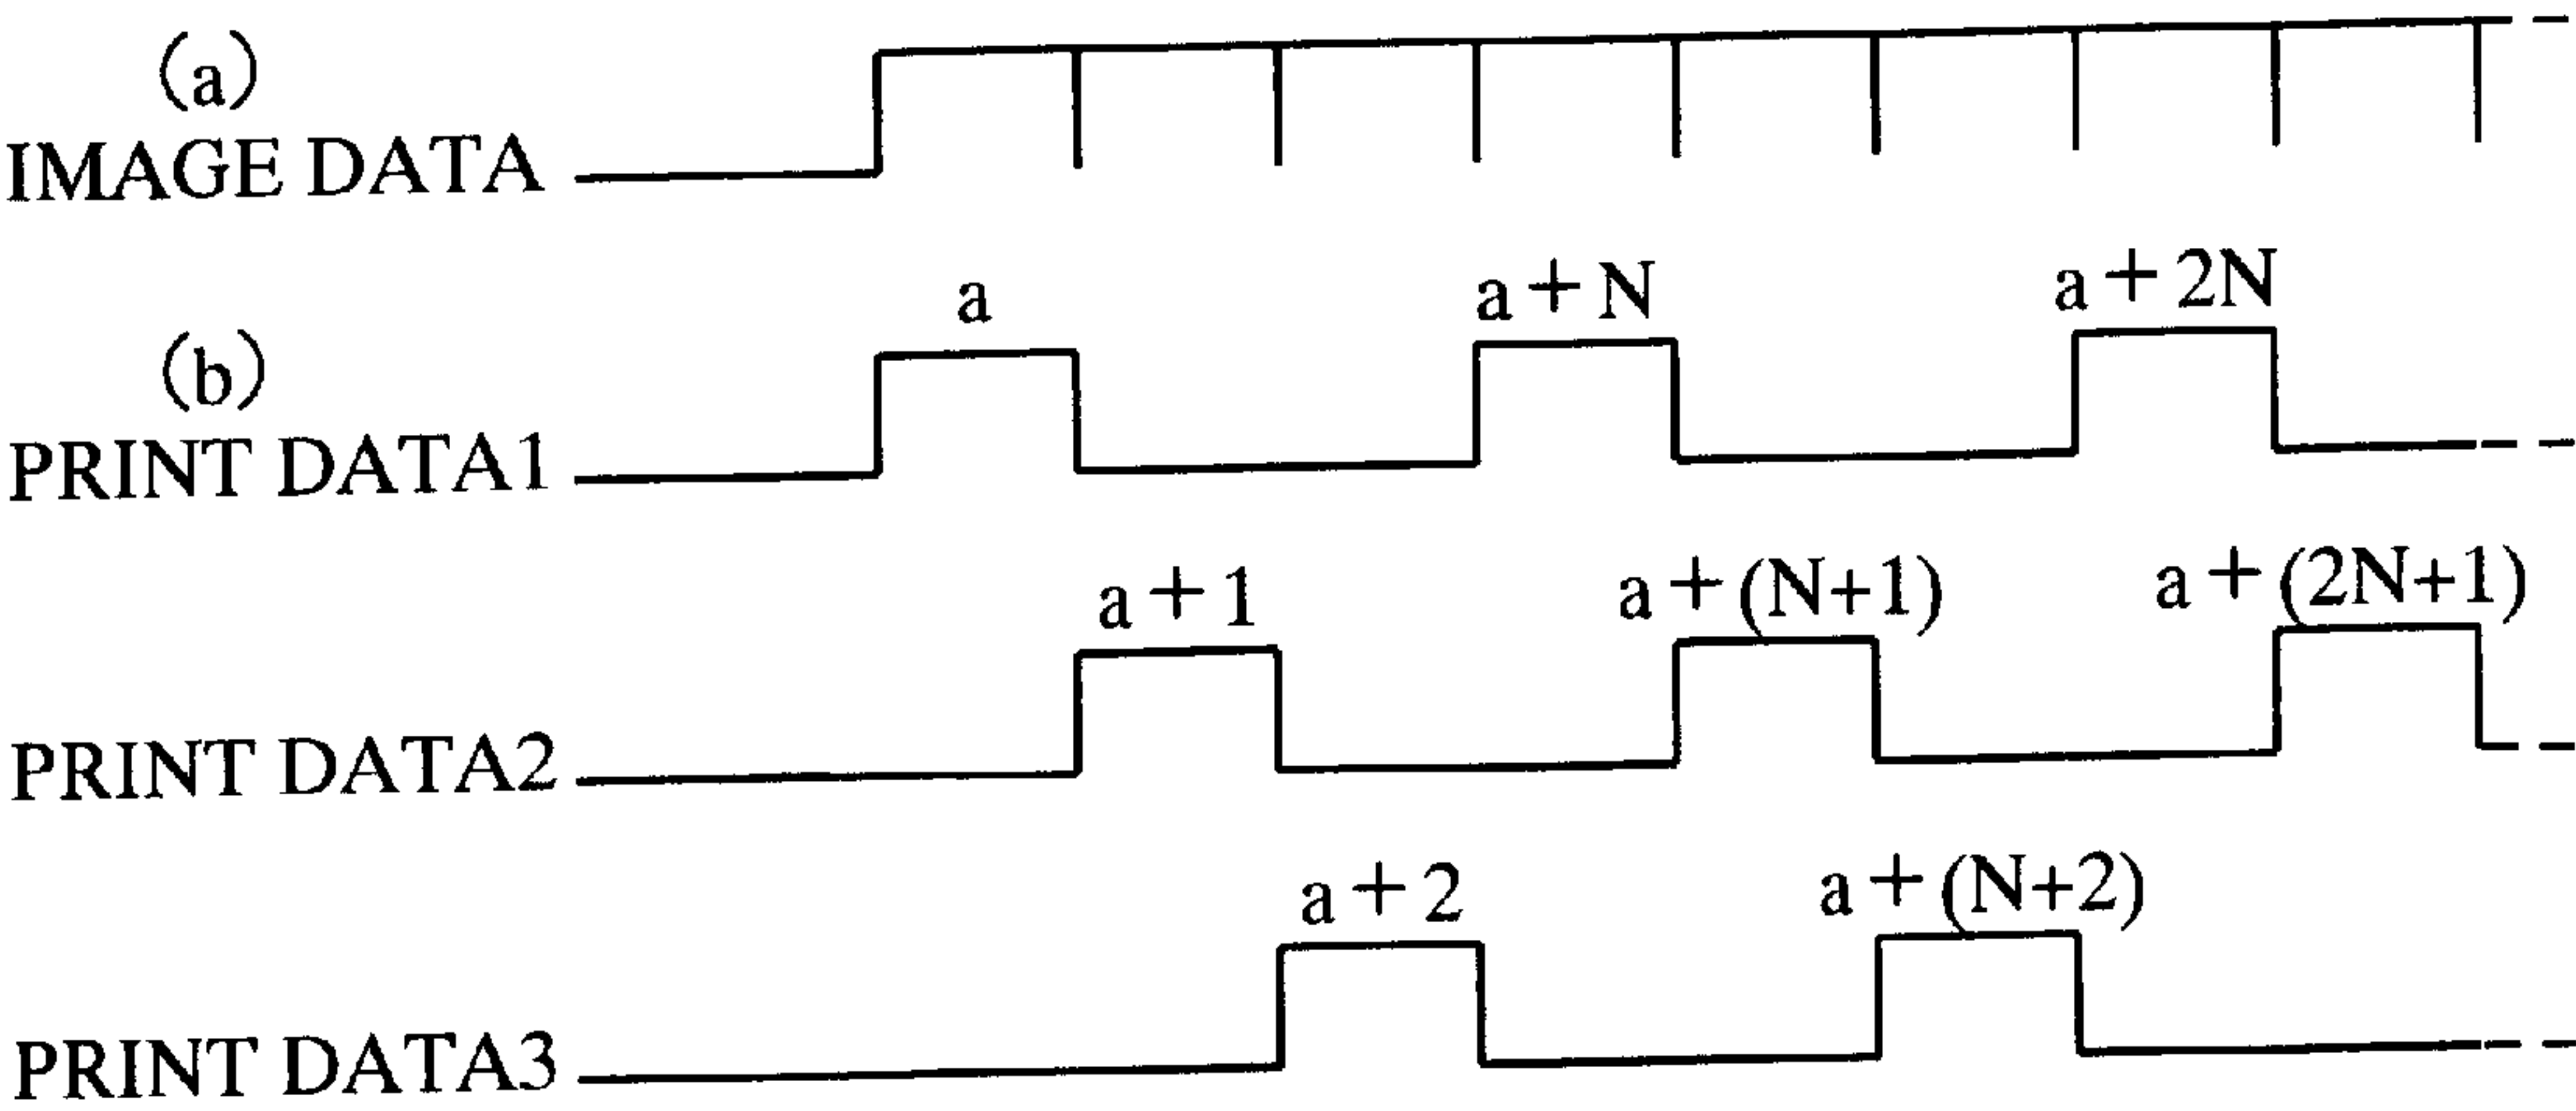 (a)
IMAGE DATA
a
a + N
a + 2N
(b)
PRINT DATA1
a + 1
a + (N+1)
a + (2N+1)
PRINT DATA2
a + 2
a + (N+2)
PRINT DATA3